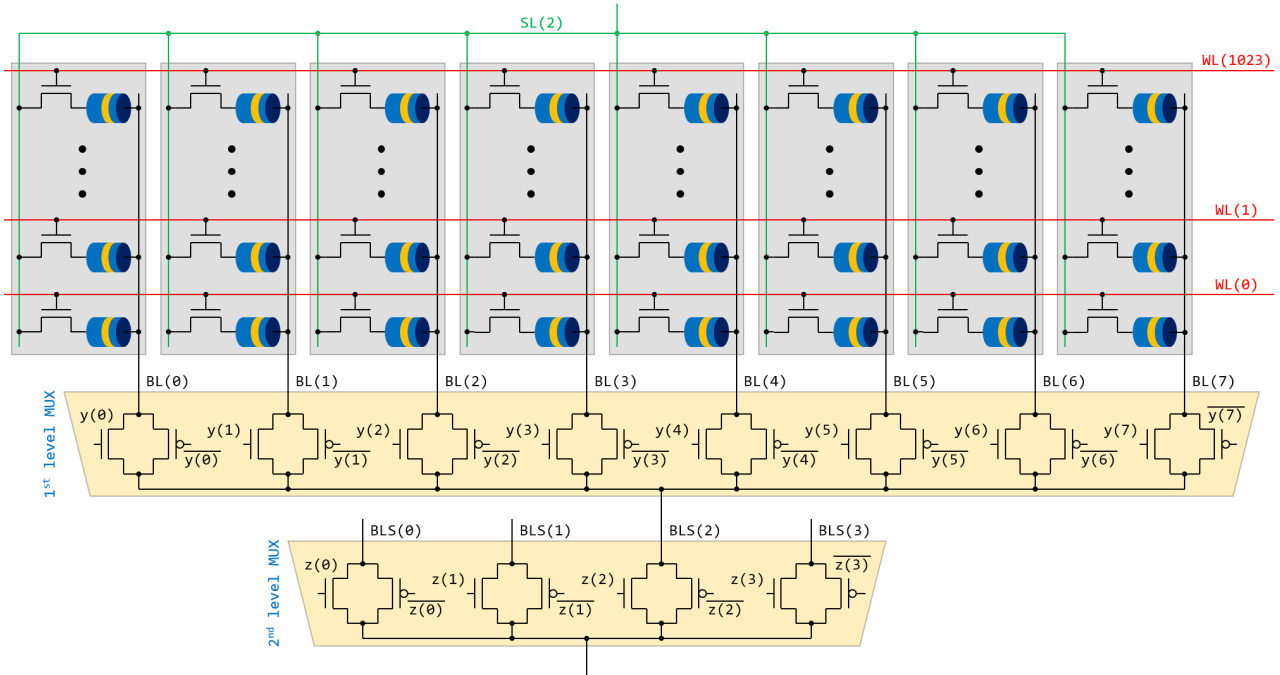 SL(2)
WL(1023)
WL(1)
WL(0)
BL(0) BL(1) BL(2) BL(3) BL(4) BL(5) BL(6) BL(7)
1st level MUX
y(0) y(1) y(2) y(3) y(4) y(5) y(6) y(7) y(7)
y(0) y(1) y(2) y(3) y(4) y(5) y(6)
BLS(0) BLS(1) BLS(2) BLS(3)
2nd level MUX
z(0) z(1) z(2) z(3) z(3)
z(0) z(1) z(2)